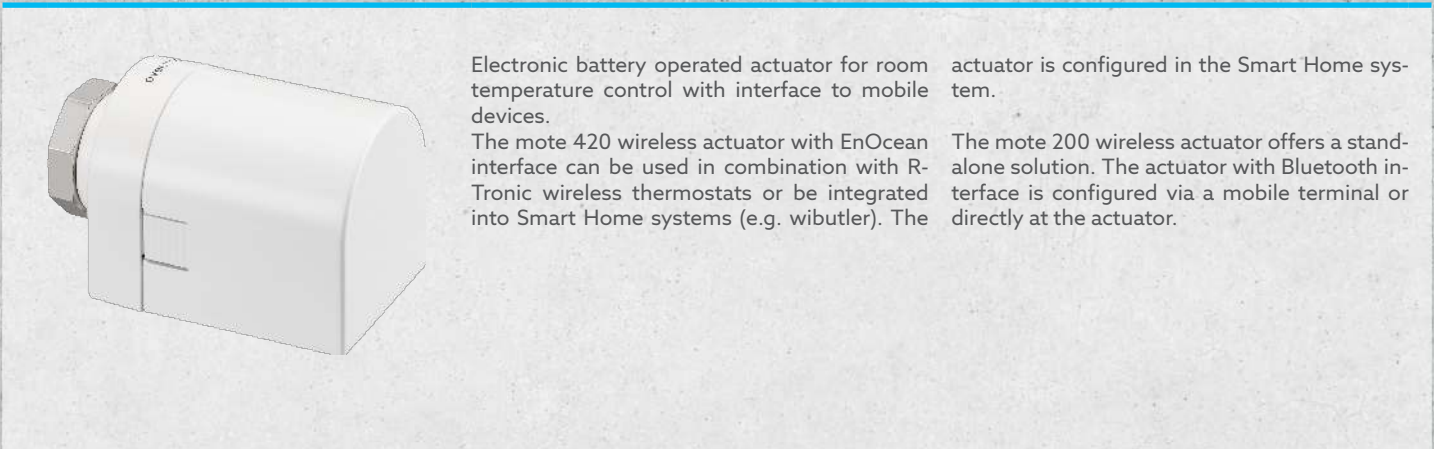 Electronic battery operated actuator for room
temperature control with interface to mobile
devices.
The mote 420 wireless actuator with EnOcean
interface can be used in combination with R-
Tronic wireless thermostats or be integrated
into Smart Home systems (e.g. wibutler). The
actuator is configured in the Smart Home sys-
tem.
The mote 200 wireless actuator offers a stand-
alone solution. The actuator with Bluetooth in-
terface is configured via a mobile terminal or
directly at the actuator.